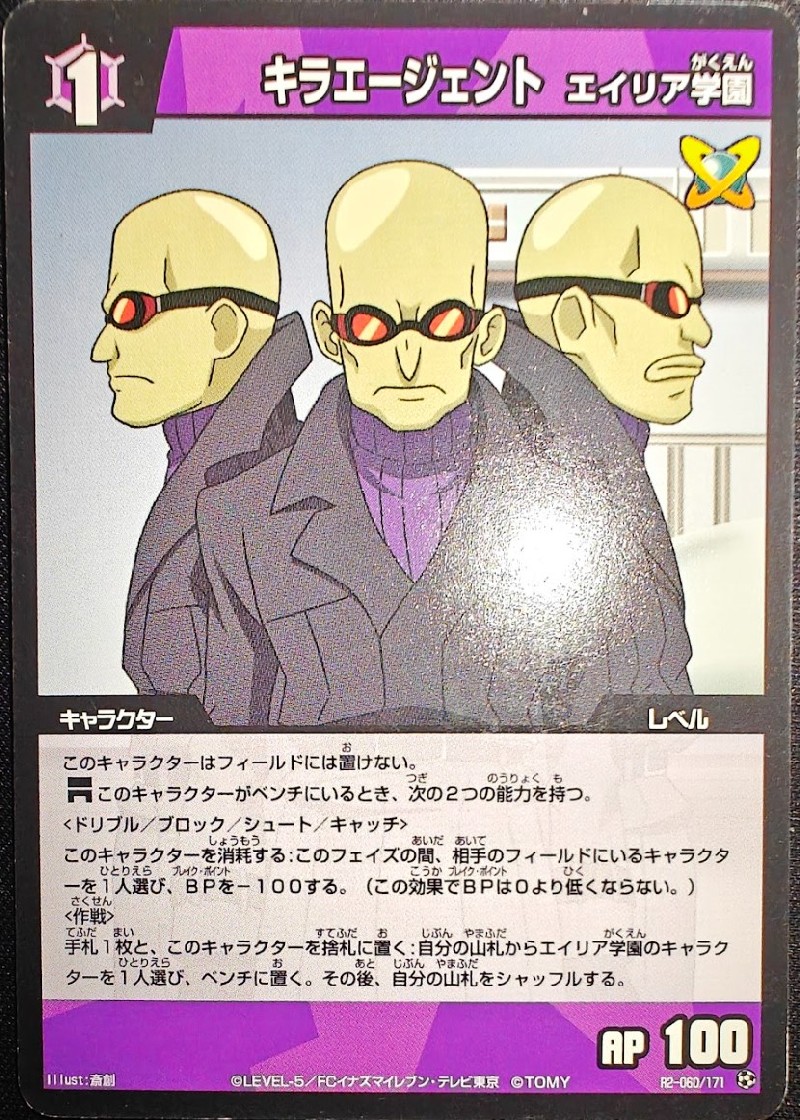 1
キラエージェント エイリア学園
がくえん
キャラクター
レベル
このキャラクターはフィールドには置けない。
お
このキャラクターがベンチにいるとき、次の2つの能力を持つ。
つぎ のうりょく も
<ドリブル／ブロック／シュート／キャッチ>
このキャラクターを消耗する:このフェイズの間、相手のフィールドにいるキャラクタ
しょうもう あいだ あいて
ーを1人選び、BPを－100する。（この効果でBPは0より低くならない。）
ひとりえら ブレイク・ポイント こうか ブレイク・ポイント ひく
<作戦>
さくせん
手札1枚と、このキャラクターを捨札に置く:自分の山札からエイリア学園のキャラク
てふだ まい すてふだ お じぶん やまふだ がくえん
ターを1人選び、ベンチに置く。その後、自分の山札をシャッフルする。
ひとりえら お あと じぶん やまふだ
AP 100
Illust:斎創
©LEVEL-5／FCイナズマイレブン・テレビ東京 ©TOMY
R2-060/171